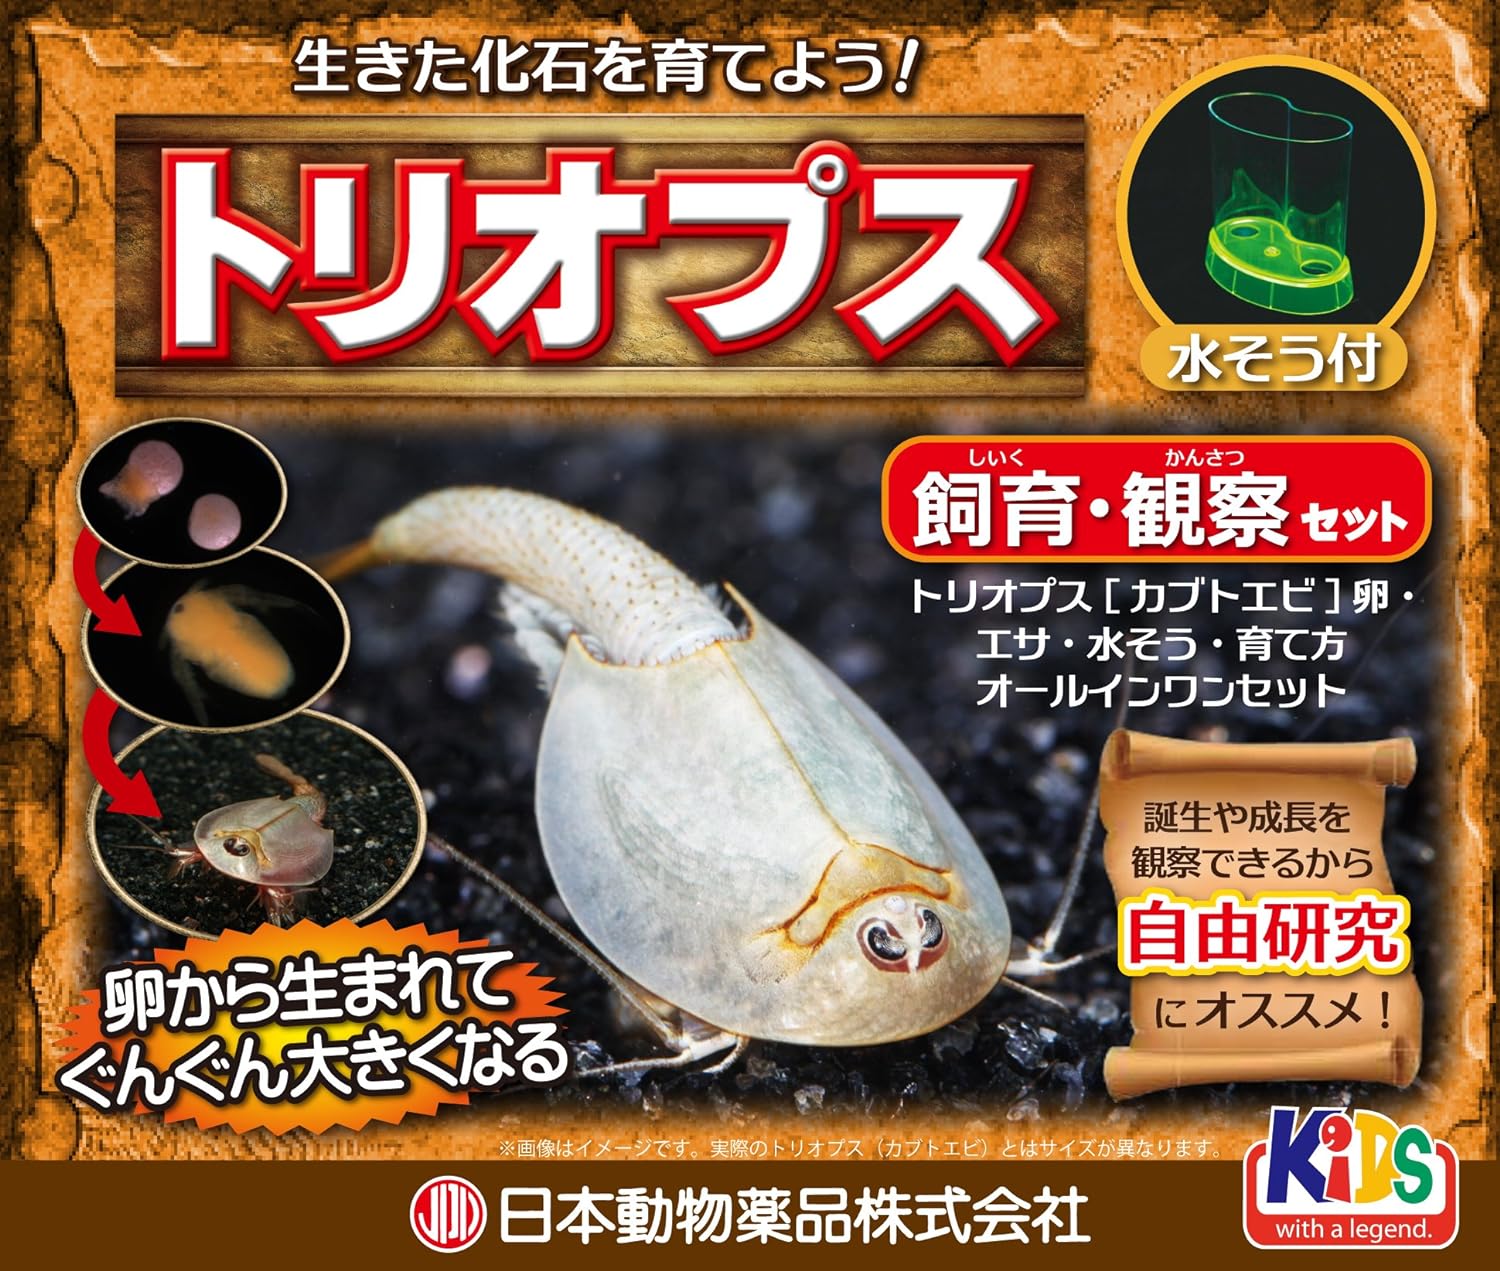 生きた化石を育てよう!
トリオプス
水そう付
しいく かんさつ
飼育・観察セット
トリオプス[カブトエビ]卵・
エサ・水そう・育て方
オールインワンセット
誕生や成長を
観察できるから
自由研究
にオススメ!
卵から生まれて
ぐんぐん大きくなる
※画像はイメージです。実際のトリオプス（カブトエビ）とはサイズが異なります。
日本動物薬品株式会社
KiDS
with a legend.